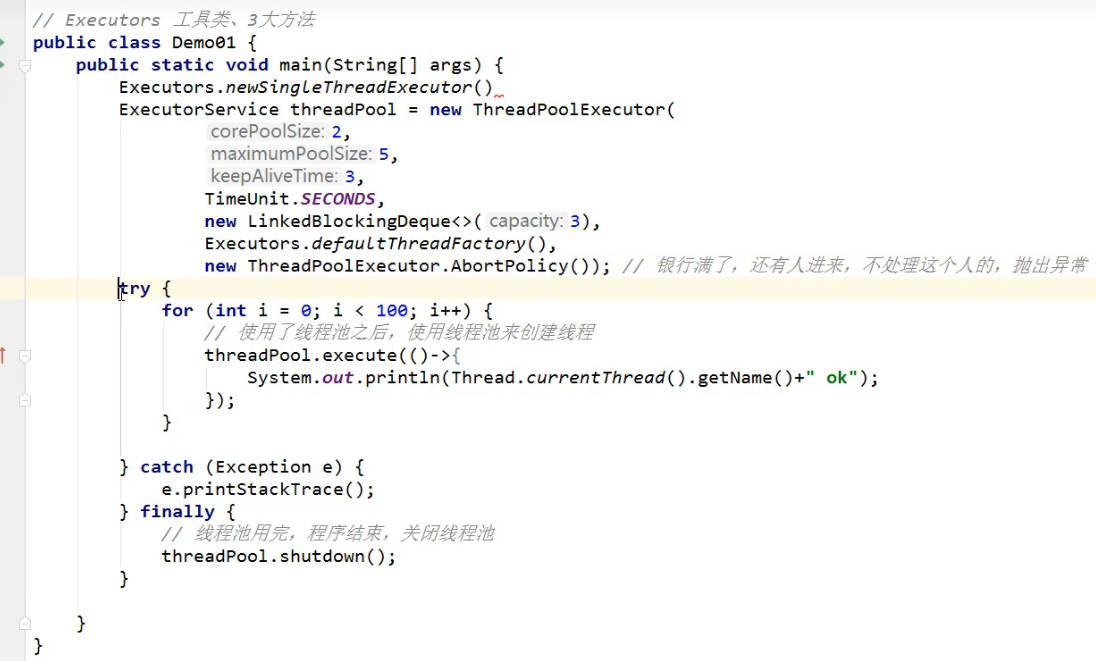 // Executors 工具类、3大方法
public class Demo01 {
public static void main(String[] args) {
Executors.newSingleThreadExecutor()
ExecutorService threadPool = new ThreadPoolExecutor(
corePoolSize: 2,
maximumPoolSize: 5,
keepAliveTime: 3,
TimeUnit.SECONDS,
new LinkedBlockingDeque<>( capacity: 3),
Executors.defaultThreadFactory(),
new ThreadPoolExecutor.AbortPolicy()); // 银行满了，还有人进来，不处理这个人的，抛出异常
try {
for (int i = 0; i < 100; i++) {
// 使用了线程池之后，使用线程池来创建线程
threadPool.execute(()->{
System.out.println(Thread.currentThread().getName()+" ok");
});
}
} catch (Exception e) {
e.printStackTrace();
} finally {
// 线程池用完，程序结束，关闭线程池
threadPool.shutdown();
}
}
}